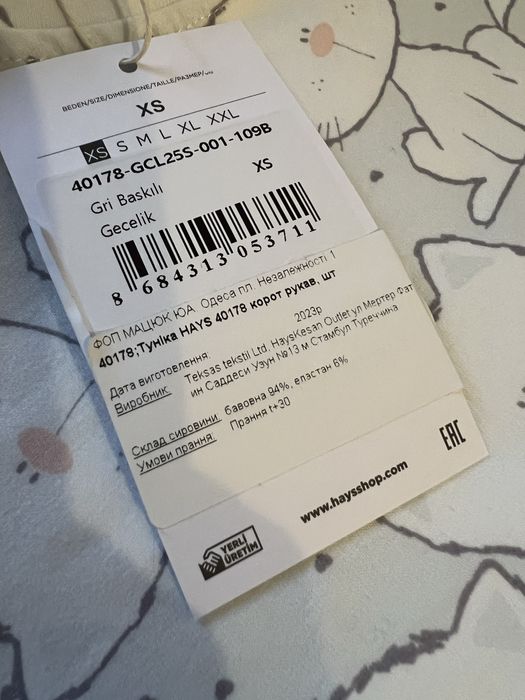 BEDEN/SIZE/DIMENSIONE/TAILLE/РАЗМЕР/
XS
XS S M L XL XXL
40178-GCL25S-001-109B
Gri Baskılı XS
Gecelik
8 684313 053711
ФОП МАЦЮК ЮА Одеса пл. Незалежності 1
40178;Туніка HAYS 40178 корот рукав, шт
Дата виготовлення: 2023р
Виробник: Teksas tekstil Ltd. HaysKesan Outlet ул Мертер Фат
ин Саддеси Узун №13 м Стамбул Туреччина
Склад сировини: бавовна 94%, еластан 6%
Умови прання: Прання t+30
EAC
www.haysshop.com
YERLİ
ÜRETİM